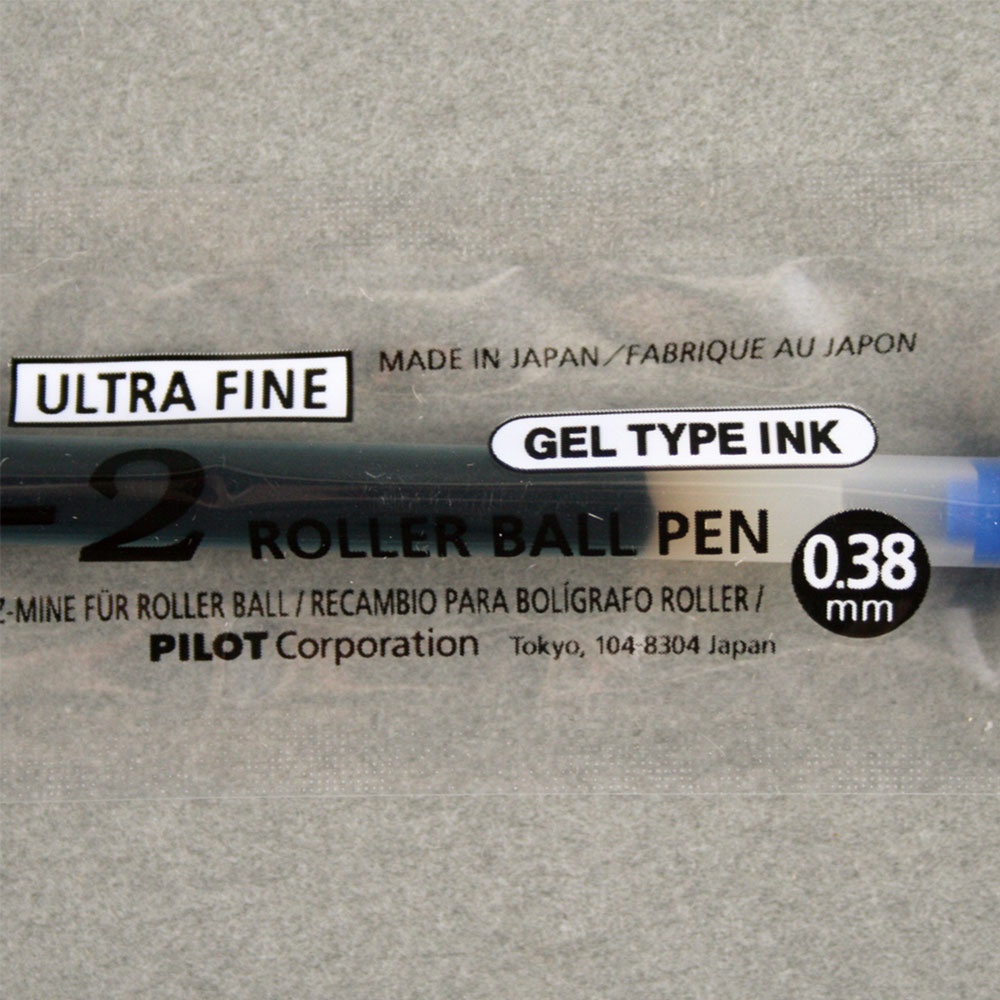 MADE IN JAPAN/FABRIQUE AU JAPON
ULTRA FINE
GEL TYPE INK
-2 ROLLER BALL PEN
0.38
mm
Z-MINE FÜR ROLLER BALL / RECAMBIO PARA BOLÍGRAFO ROLLER /
PILOT Corporation Tokyo, 104-8304 Japan